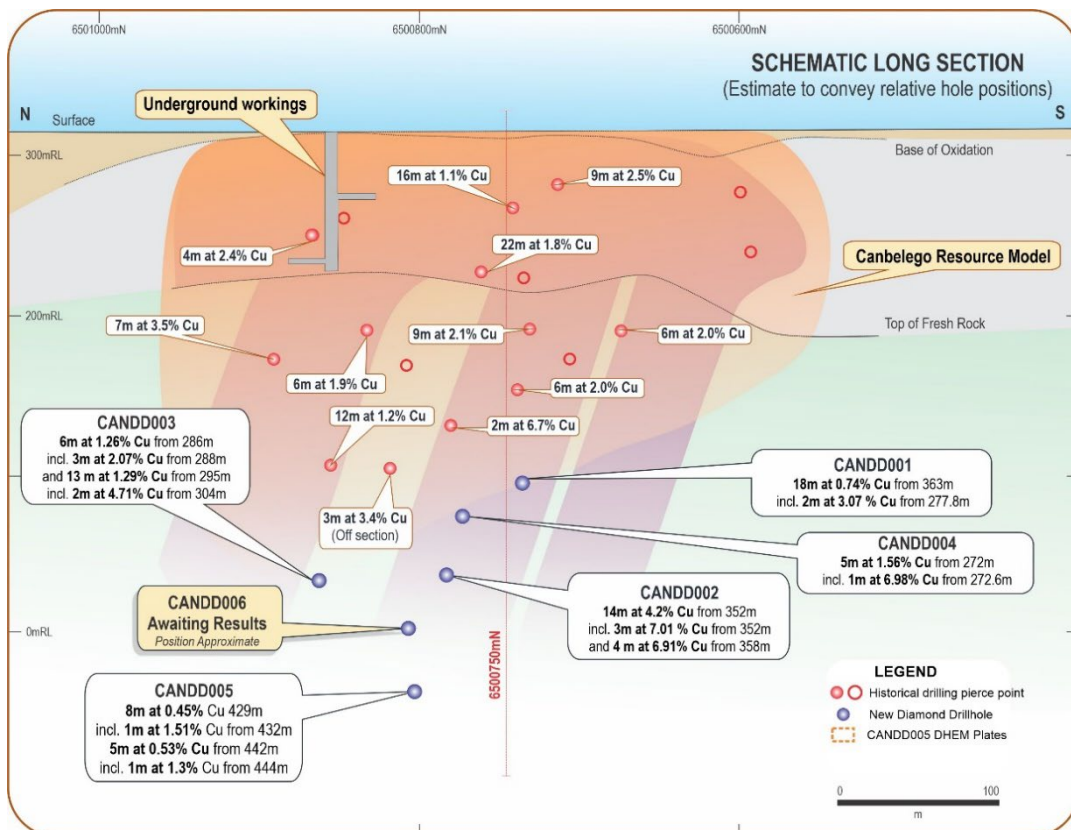 6501000mN
6500800mN
6500600mN
SCHEMATIC LONG SECTION
(Estimate to convey relative hole positions)
Underground workings
N
Surface
S
300mRL
Base of Oxidation
16m at 1.1% Cu
9m at 2.5% Cu
4m at 2.4% Cu
22m at 1.8% Cu
Canbelego Resource Model
200mRL
7m at 3.5% Cu
9m at 2.1% Cu
6m at 2.0% Cu
Top of Fresh Rock
6m at 1.9% Cu
6m at 2.0% Cu
12m at 1.2% Cu
2m at 6.7% Cu
CANDD003
6m at 1.26% Cu from 286m
incl. 3m at 2.07% Cu from 288m
and 13 m at 1.29% Cu from 295m
incl. 2m at 4.71% Cu from 304m
3m at 3.4% Cu
(Off section)
CANDD001
18m at 0.74% Cu from 363m
incl. 2m at 3.07 % Cu from 277.8m
CANDD004
5m at 1.56% Cu from 272m
incl. 1m at 6.98% Cu from 272.6m
CANDD002
14m at 4.2% Cu from 352m
incl. 3m at 7.01 % Cu from 352m
and 4 m at 6.91% Cu from 358m
CANDD006
Awaiting Results
Position Approximate
0mRL
6500750mN
CANDD005
8m at 0.45% Cu 429m
incl. 1m at 1.51% Cu from 432m
5m at 0.53% Cu from 442m
incl. 1m at 1.3% Cu from 444m
LEGEND
Historical drilling pierce point
New Diamond Drillhole
CANDD005 DHEM Plates
0
100
m